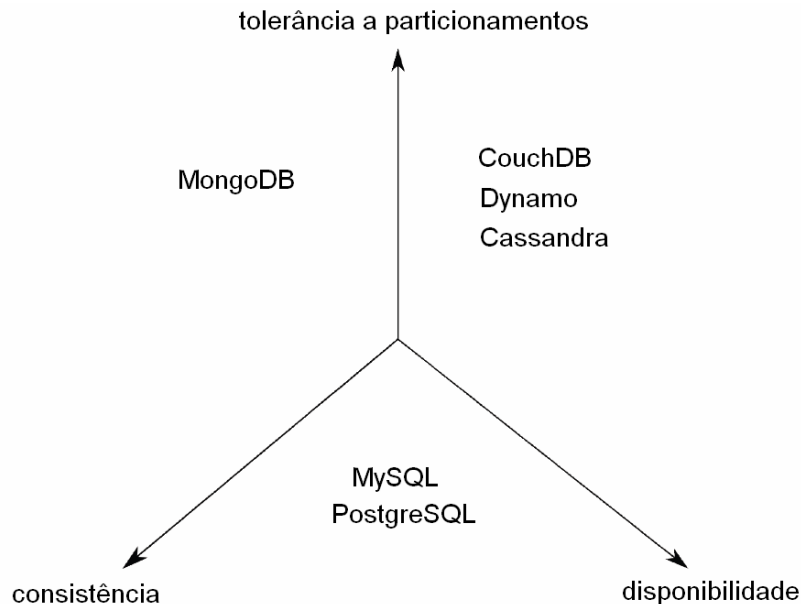 tolerância a particionamentos
MongoDB
CouchDB
Dynamo
Cassandra
MySQL
PostgreSQL
consistência
disponibilidade